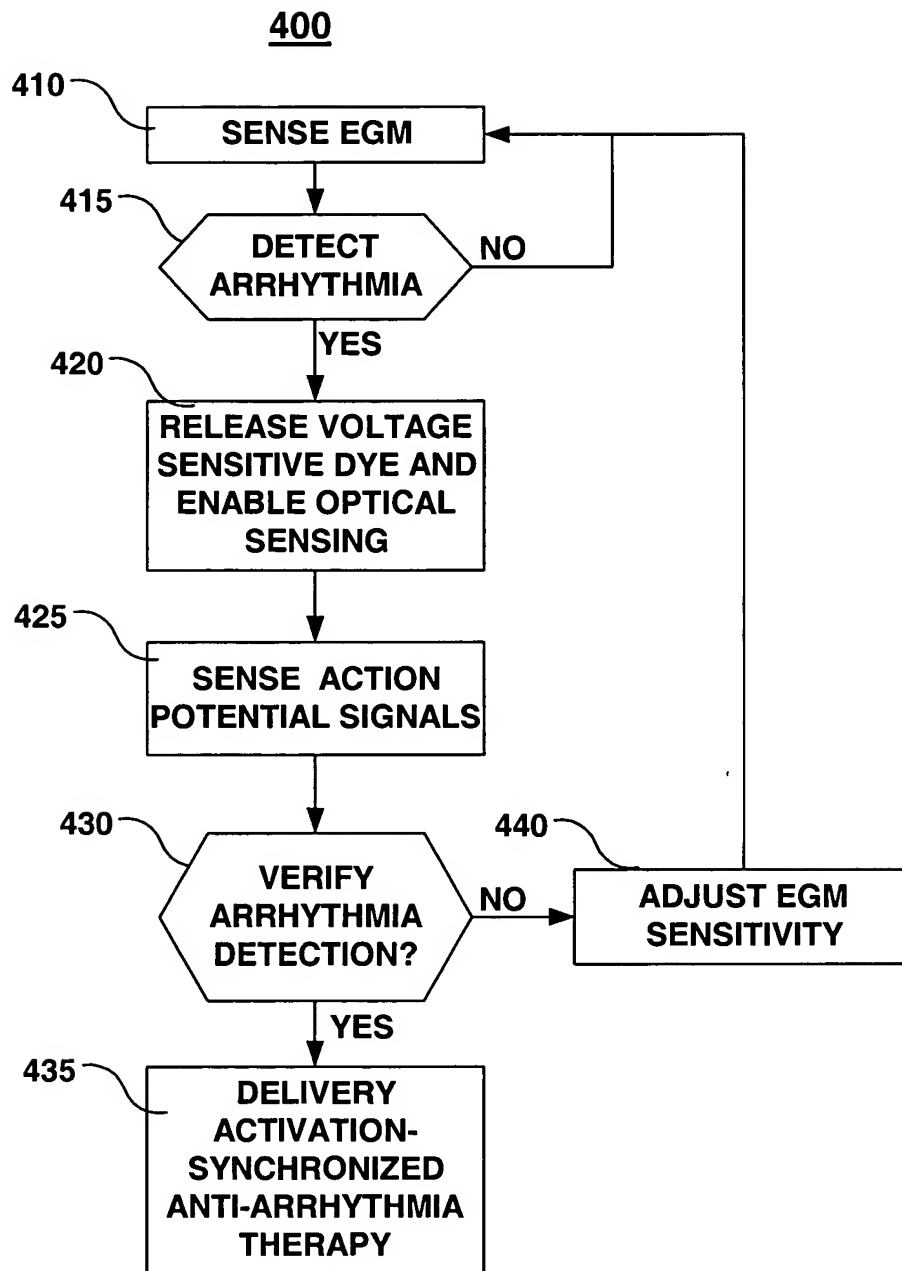 400
410
SENSE EGM
415
DETECT
ARRHYTHMIA
NO
YES
420
RELEASE VOLTAGE
SENSITIVE DYE AND
ENABLE OPTICAL
SENSING
425
SENSE ACTION
POTENTIAL SIGNALS
430
VERIFY
ARRHYTHMIA
DETECTION?
NO
440
ADJUST EGM
SENSITIVITY
YES
435
DELIVERY
ACTIVATION-
SYNCHRONIZED
ANTI-ARRHYTHMIA
THERAPY